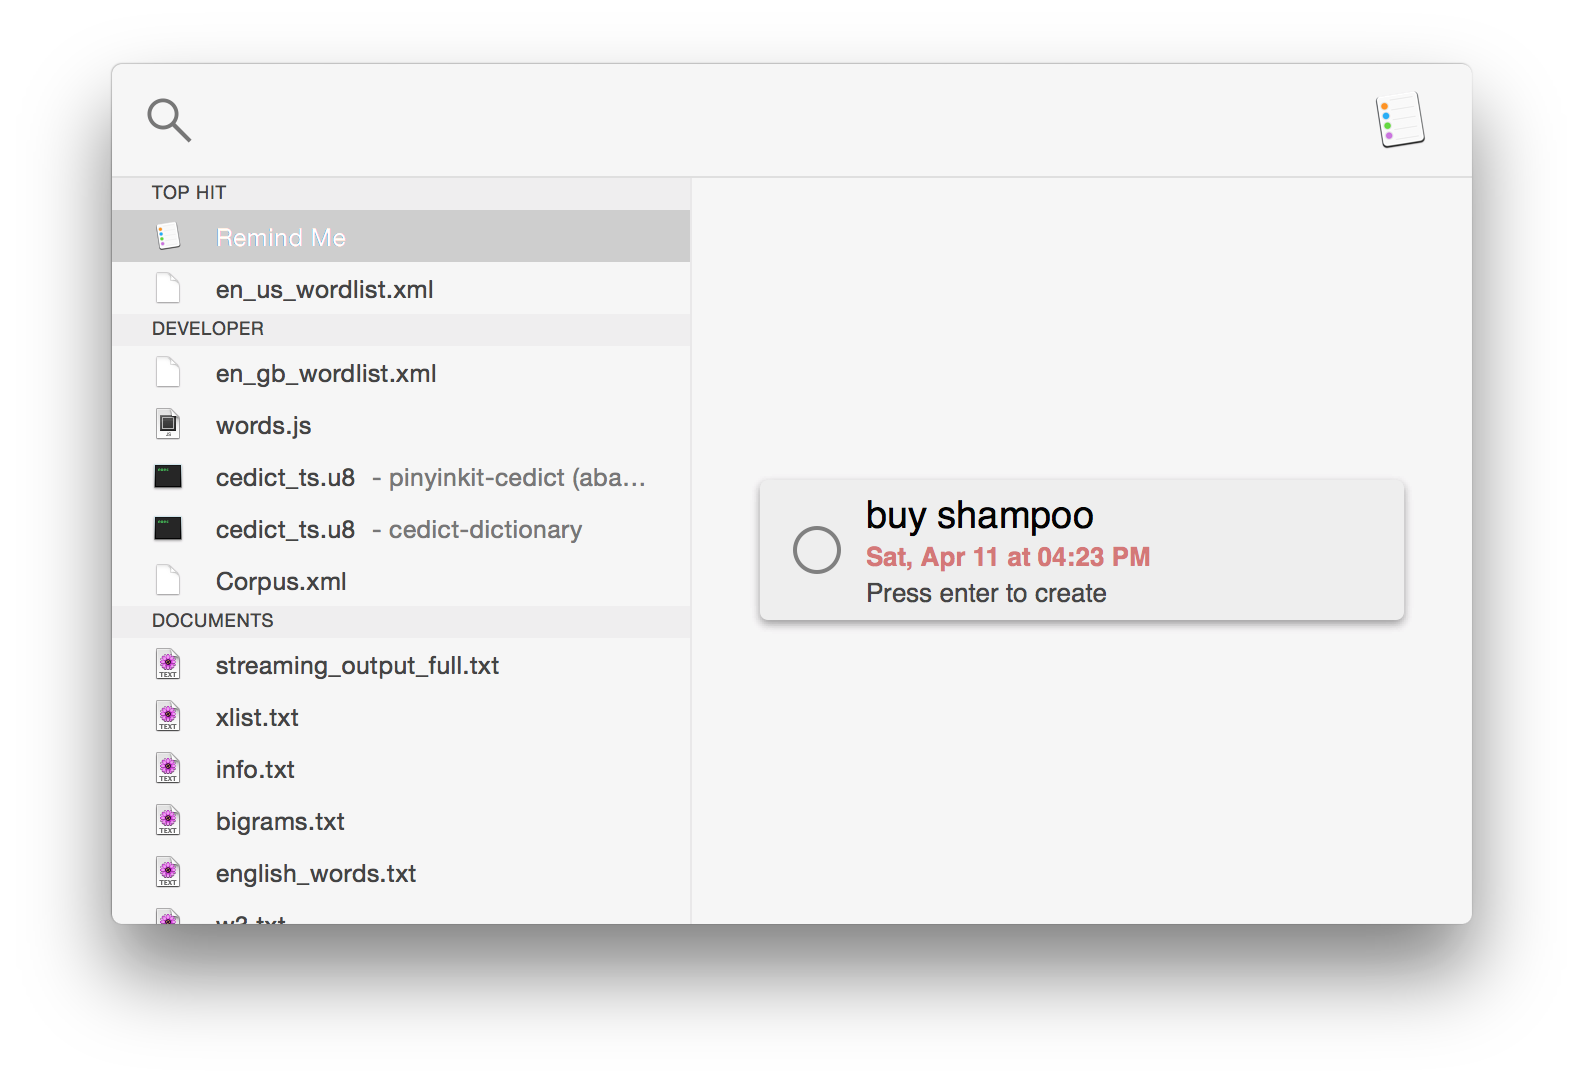 TOP HIT
Remind Me
en_us_wordlist.xml
DEVELOPER
en_gb_wordlist.xml
words.js
cedict_ts.u8 - pinyinkit-cedict (aba...
cedict_ts.u8 - cedict-dictionary
Corpus.xml
DOCUMENTS
streaming_output_full.txt
xlist.txt
info.txt
bigrams.txt
english_words.txt
buy shampoo
Sat, Apr 11 at 04:23 PM
Press enter to create